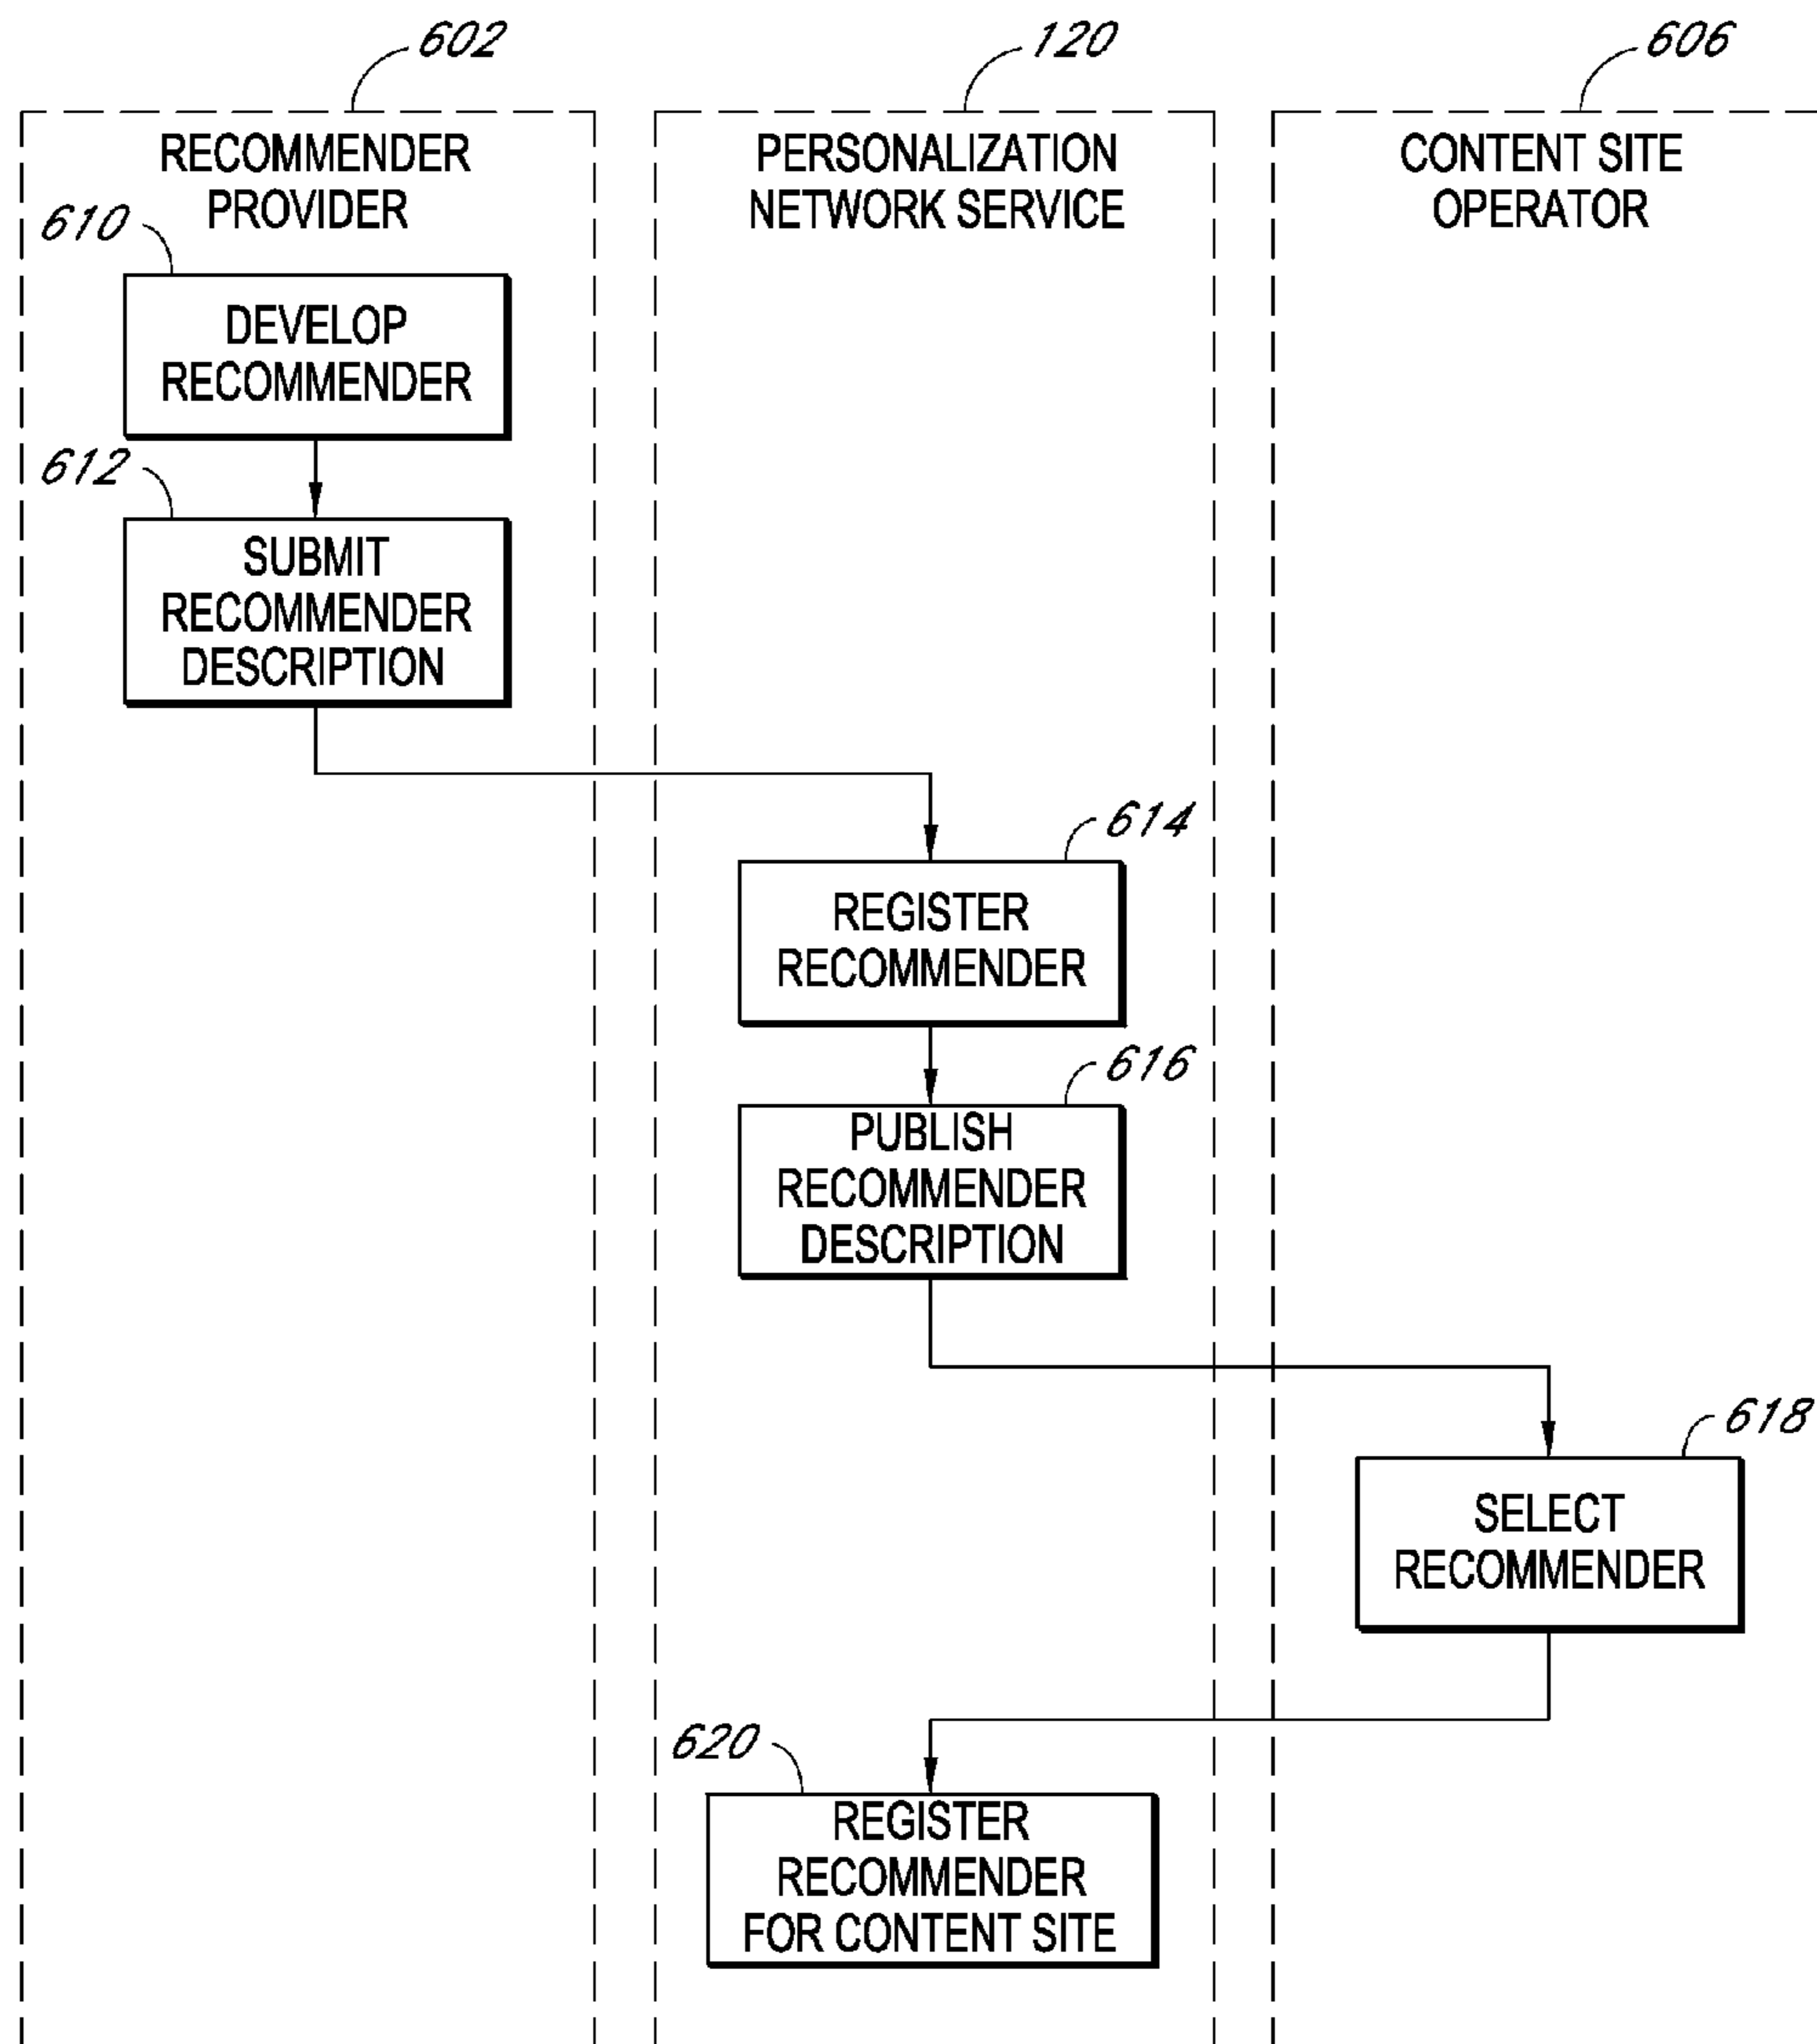 602
120
606
RECOMMENDER
PROVIDER
PERSONALIZATION
NETWORK SERVICE
CONTENT SITE
OPERATOR
610
DEVELOP
RECOMMENDER
612
SUBMIT
RECOMMENDER
DESCRIPTION
614
REGISTER
RECOMMENDER
616
PUBLISH
RECOMMENDER
DESCRIPTION
618
SELECT
RECOMMENDER
620
REGISTER
RECOMMENDER
FOR CONTENT SITE